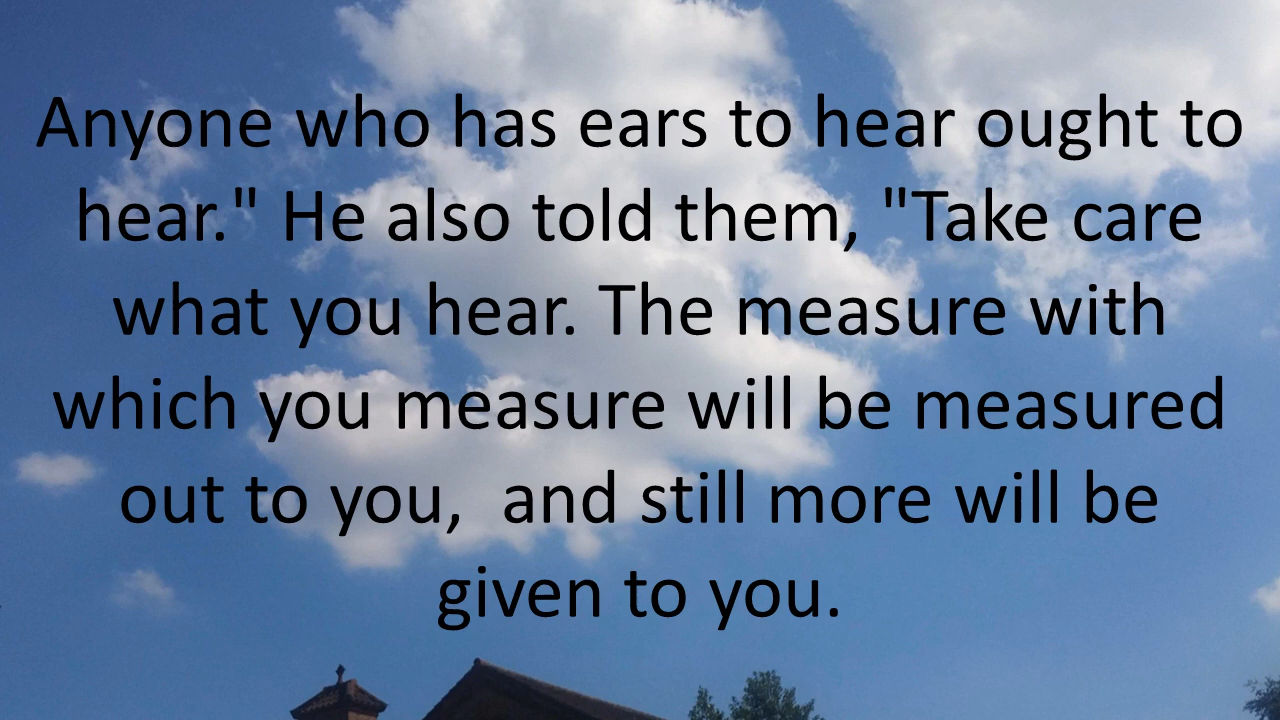 Anyone who has ears to hear ought to
hear." He also told them, "Take care
what you hear. The measure with
which you measure will be measured
out to you,  and still more will be
given to you.